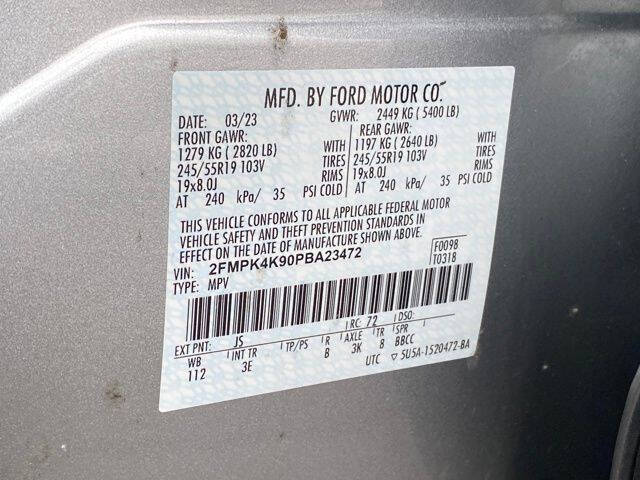 MFD. BY FORD MOTOR CO.
DATE: 03/23 GVWR: 2449 KG ( 5400 LB)
FRONT GAWR: REAR GAWR:
1279 KG ( 2820 LB) WITH 1197 KG ( 2640 LB) WITH
245/55R19 103V TIRES 245/55R19 103V TIRES
19x8.0J RIMS 19x8.0J RIMS
AT 240 kPa/ 35 PSI COLD AT 240 kPa/ 35 PSI COLD
THIS VEHICLE CONFORMS TO ALL APPLICABLE FEDERAL MOTOR
VEHICLE SAFETY AND THEFT PREVENTION STANDARDS IN
EFFECT ON THE DATE OF MANUFACTURE SHOWN ABOVE.
VIN: 2FMPK4K90PBA23472 F0098
TYPE: MPV T0318
EXT PNT: JS RC: 72 DSO:
WB INT TR TP/PS R AXLE TR SPR
112 3E B 3K 8 BBCC
UTC ▽ 5U5A-1520472-BA